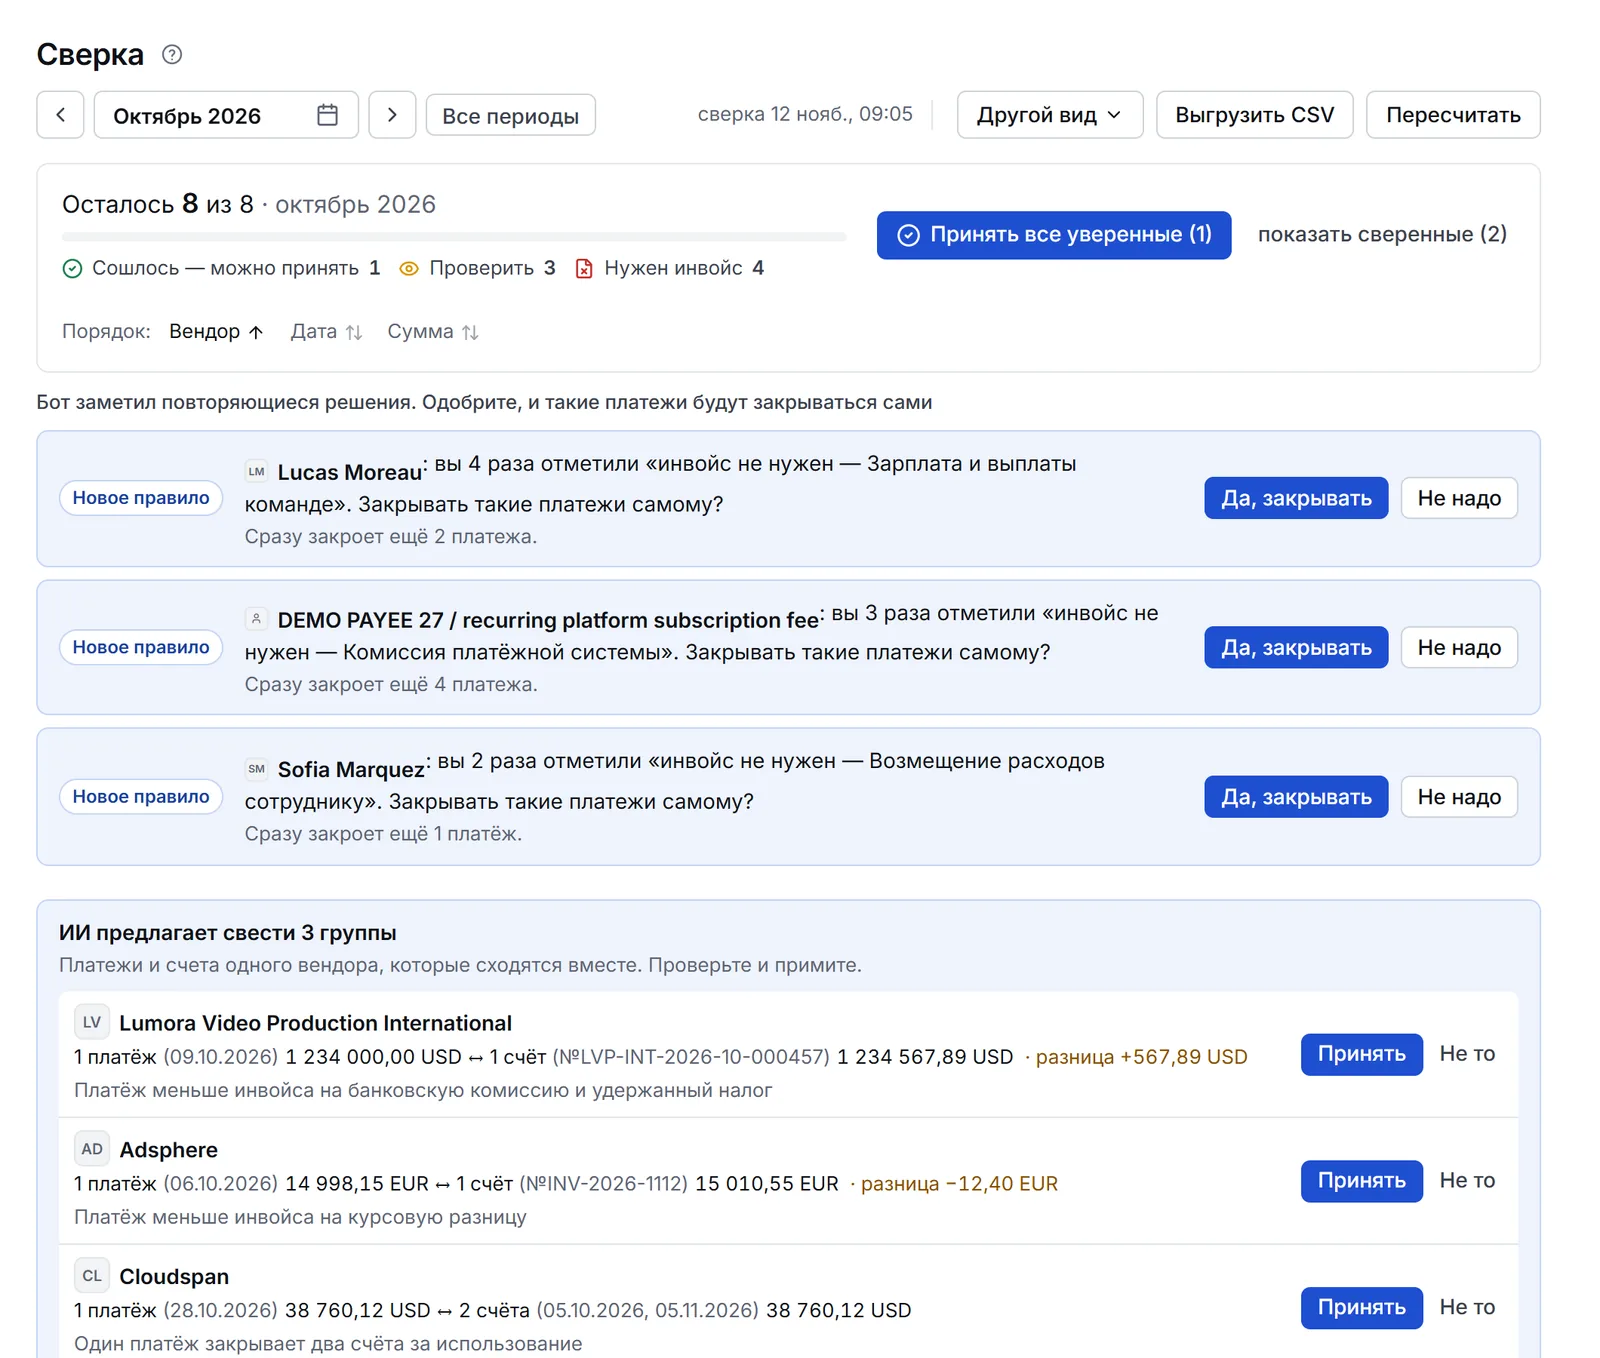 Сверка
Октябрь 2026
Все периоды
сверка 12 нояб., 09:05
Другой вид
Выгрузить CSV
Пересчитать
Осталось 8 из 8 · октябрь 2026
Принять все уверенные (1)
показать сверенные (2)
Сошлось — можно принять 1
Проверить 3
Нужен инвойс 4
Порядок: Вендор ↑ Дата ↑↓ Сумма ↑↓
Бот заметил повторяющиеся решения. Одобрите, и такие платежи будут закрываться сами
Новое правило
LM Lucas Moreau: вы 4 раза отметили «инвойс не нужен — Зарплата и выплаты
команде». Закрывать такие платежи самому?
Сразу закроет ещё 2 платежа.
Да, закрывать
Не надо
Новое правило
DEMO PAYEE 27 / recurring platform subscription fee: вы 3 раза отметили «инвойс не
нужен — Комиссия платёжной системы». Закрывать такие платежи самому?
Сразу закроет ещё 4 платежа.
Да, закрывать
Не надо
Новое правило
SM Sofia Marquez: вы 2 раза отметили «инвойс не нужен — Возмещение расходов
сотруднику». Закрывать такие платежи самому?
Сразу закроет ещё 1 платёж.
Да, закрывать
Не надо
ИИ предлагает свести 3 группы
Платежи и счета одного вендора, которые сходятся вместе. Проверьте и примите.
LV Lumora Video Production International
1 платёж (09.10.2026) 1 234 000,00 USD ↔ 1 счёт (№LVP-INT-2026-10-000457) 1 234 567,89 USD · разница +567,89 USD
Платёж меньше инвойса на банковскую комиссию и удержанный налог
Принять
Не то
AD Adsphere
1 платёж (06.10.2026) 14 998,15 EUR ↔ 1 счёт (№INV-2026-1112) 15 010,55 EUR · разница −12,40 EUR
Платёж меньше инвойса на курсовую разницу
Принять
Не то
CL Cloudspan
1 платёж (28.10.2026) 38 760,12 USD ↔ 2 счёта (05.10.2026, 05.11.2026) 38 760,12 USD
Один платёж закрывает два счёта за использование
Принять
Не то